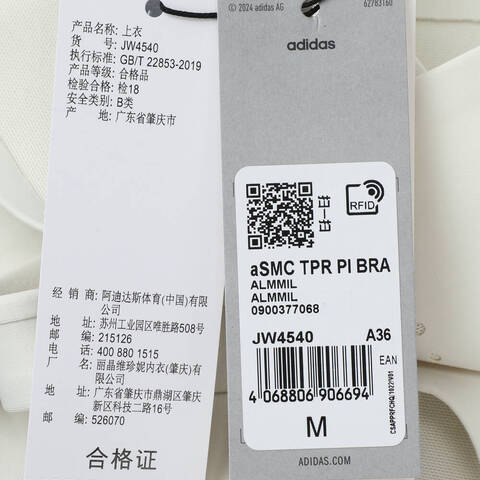 产品名称: 上衣
货 号: JW4540
执行标准: GB/T 22853-2019
产品等级: 合格品
检验合格: 检18
安全类别: B类
产 地: 广东省肇庆市
经 销 商: 阿迪达斯体育(中国)有限
公司
地 址: 苏州工业园区唯胜路508号
邮 编: 215126
电 话: 400 880 1515
厂 名: 丽晶维珍妮内衣(肇庆)有
限公司
地 址: 广东省肇庆市鼎湖区肇庆
新区科技二路16号
邮 编: 526070
合格证
© 2024 adidas AG
62783160
adidas
扫一扫
RFID
aSMC TPR PI BRA
ALMMIL
ALMMIL
0900377068
JW4540 A36
EAN
4 068806 906694
M
ADIDAS.COM